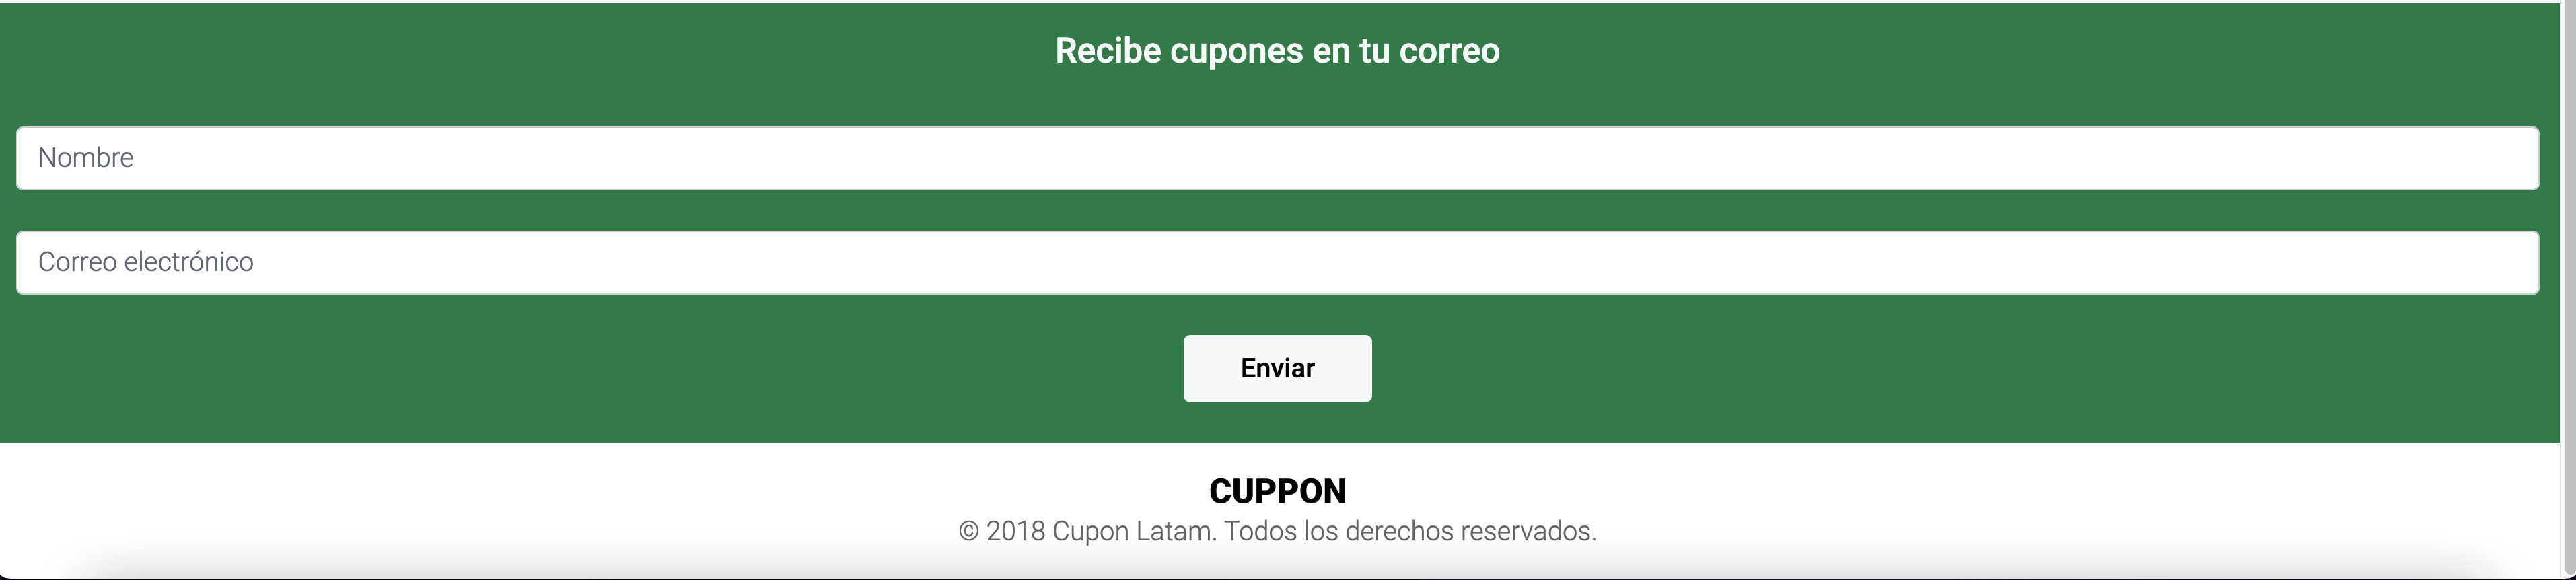 Recibe cupones en tu correo
Nombre
Correo electrónico
Enviar
CUPPON
© 2018 Cupon Latam. Todos los derechos reservados.